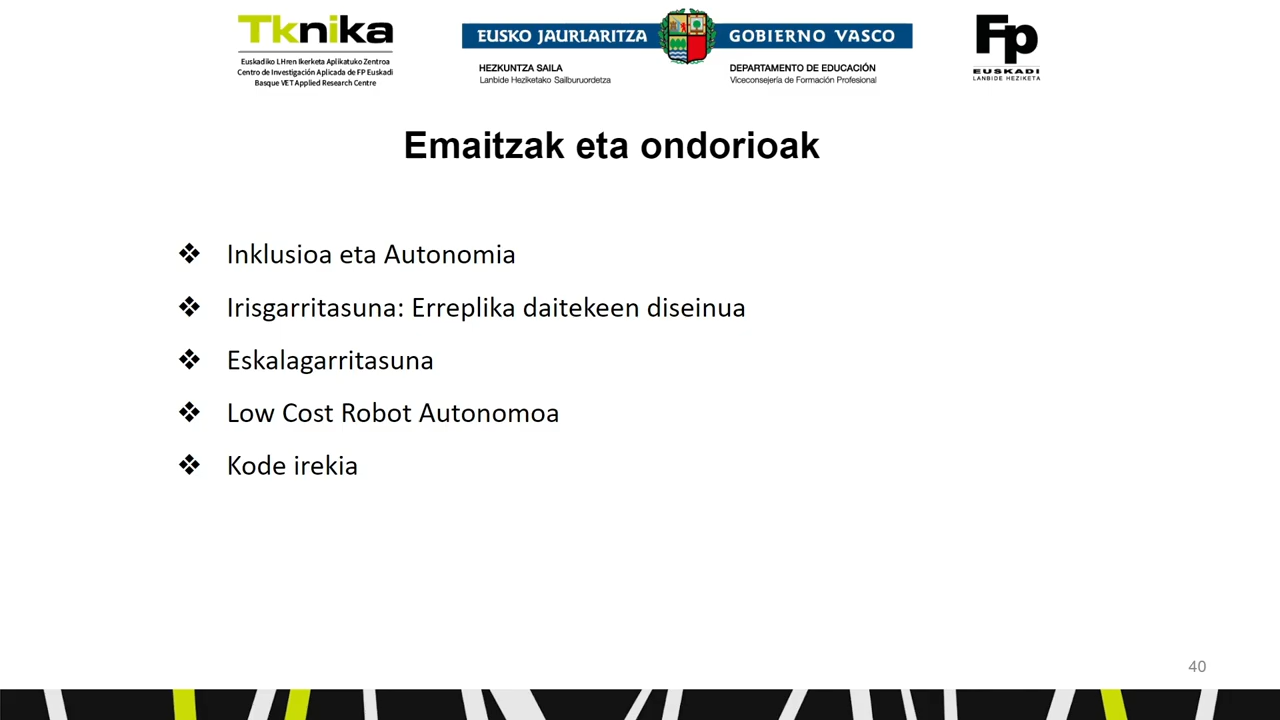 Tknika
Euskadiko LHren Ikerketa Aplikatuko Zentroa
Centro de Investigación Aplicada de FP Euskadi
Basque VET Applied Research Centre
EUSKO JAURLARITZA GOBIERNO VASCO
HEZKUNTZA SAILA
Lanbide Heziketako Sailburuordetza
DEPARTAMENTO DE EDUCACIÓN
Viceconsejería de Formación Profesional
Fp
EUSKADI
LANBIDE HEZIKETA
Emaitzak eta ondorioak
❖ Inklusioa eta Autonomia
❖ Irisgarritasuna: Erreplika daitekeen diseinua
❖ Eskalagarritasuna
❖ Low Cost Robot Autonomoa
❖ Kode irekia
40